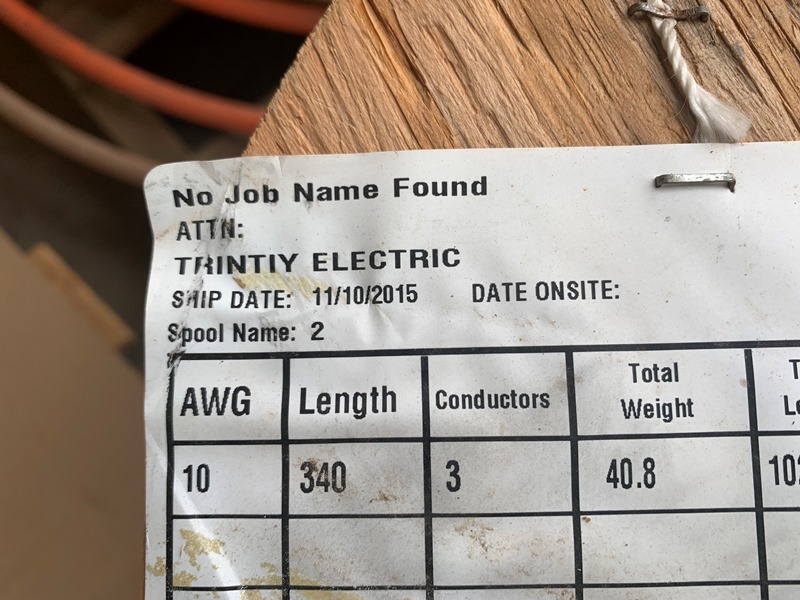 No Job Name Found
ATTN:
TRINTIY ELECTRIC
SHIP DATE: 11/10/2015 DATE ONSITE:
Spool Name: 2
AWG Length Conductors Total Weight
10 340 3 40.8